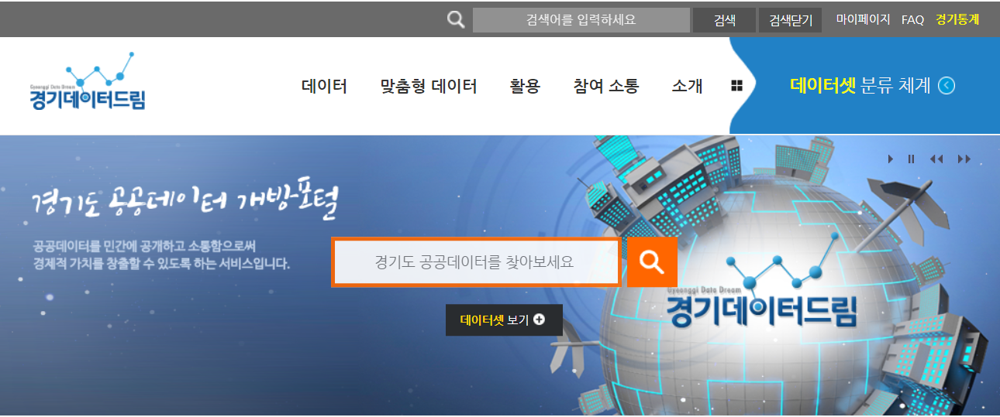 검색어를 입력하세요
검색
검색닫기
마이페이지
FAQ
경기통계
Gyeonggi Data Dream
경기데이터드림
데이터
맞춤형 데이터
활용
참여 소통
소개
데이터셋 분류 체계
경기도 공공데이터 개방포털
공공데이터를 민간에 공개하고 소통함으로써
경제적 가치를 창출할 수 있도록 하는 서비스입니다.
경기도 공공데이터를 찾아보세요
데이터셋 보기
Gyeonggi Data Dream
경기데이터드림